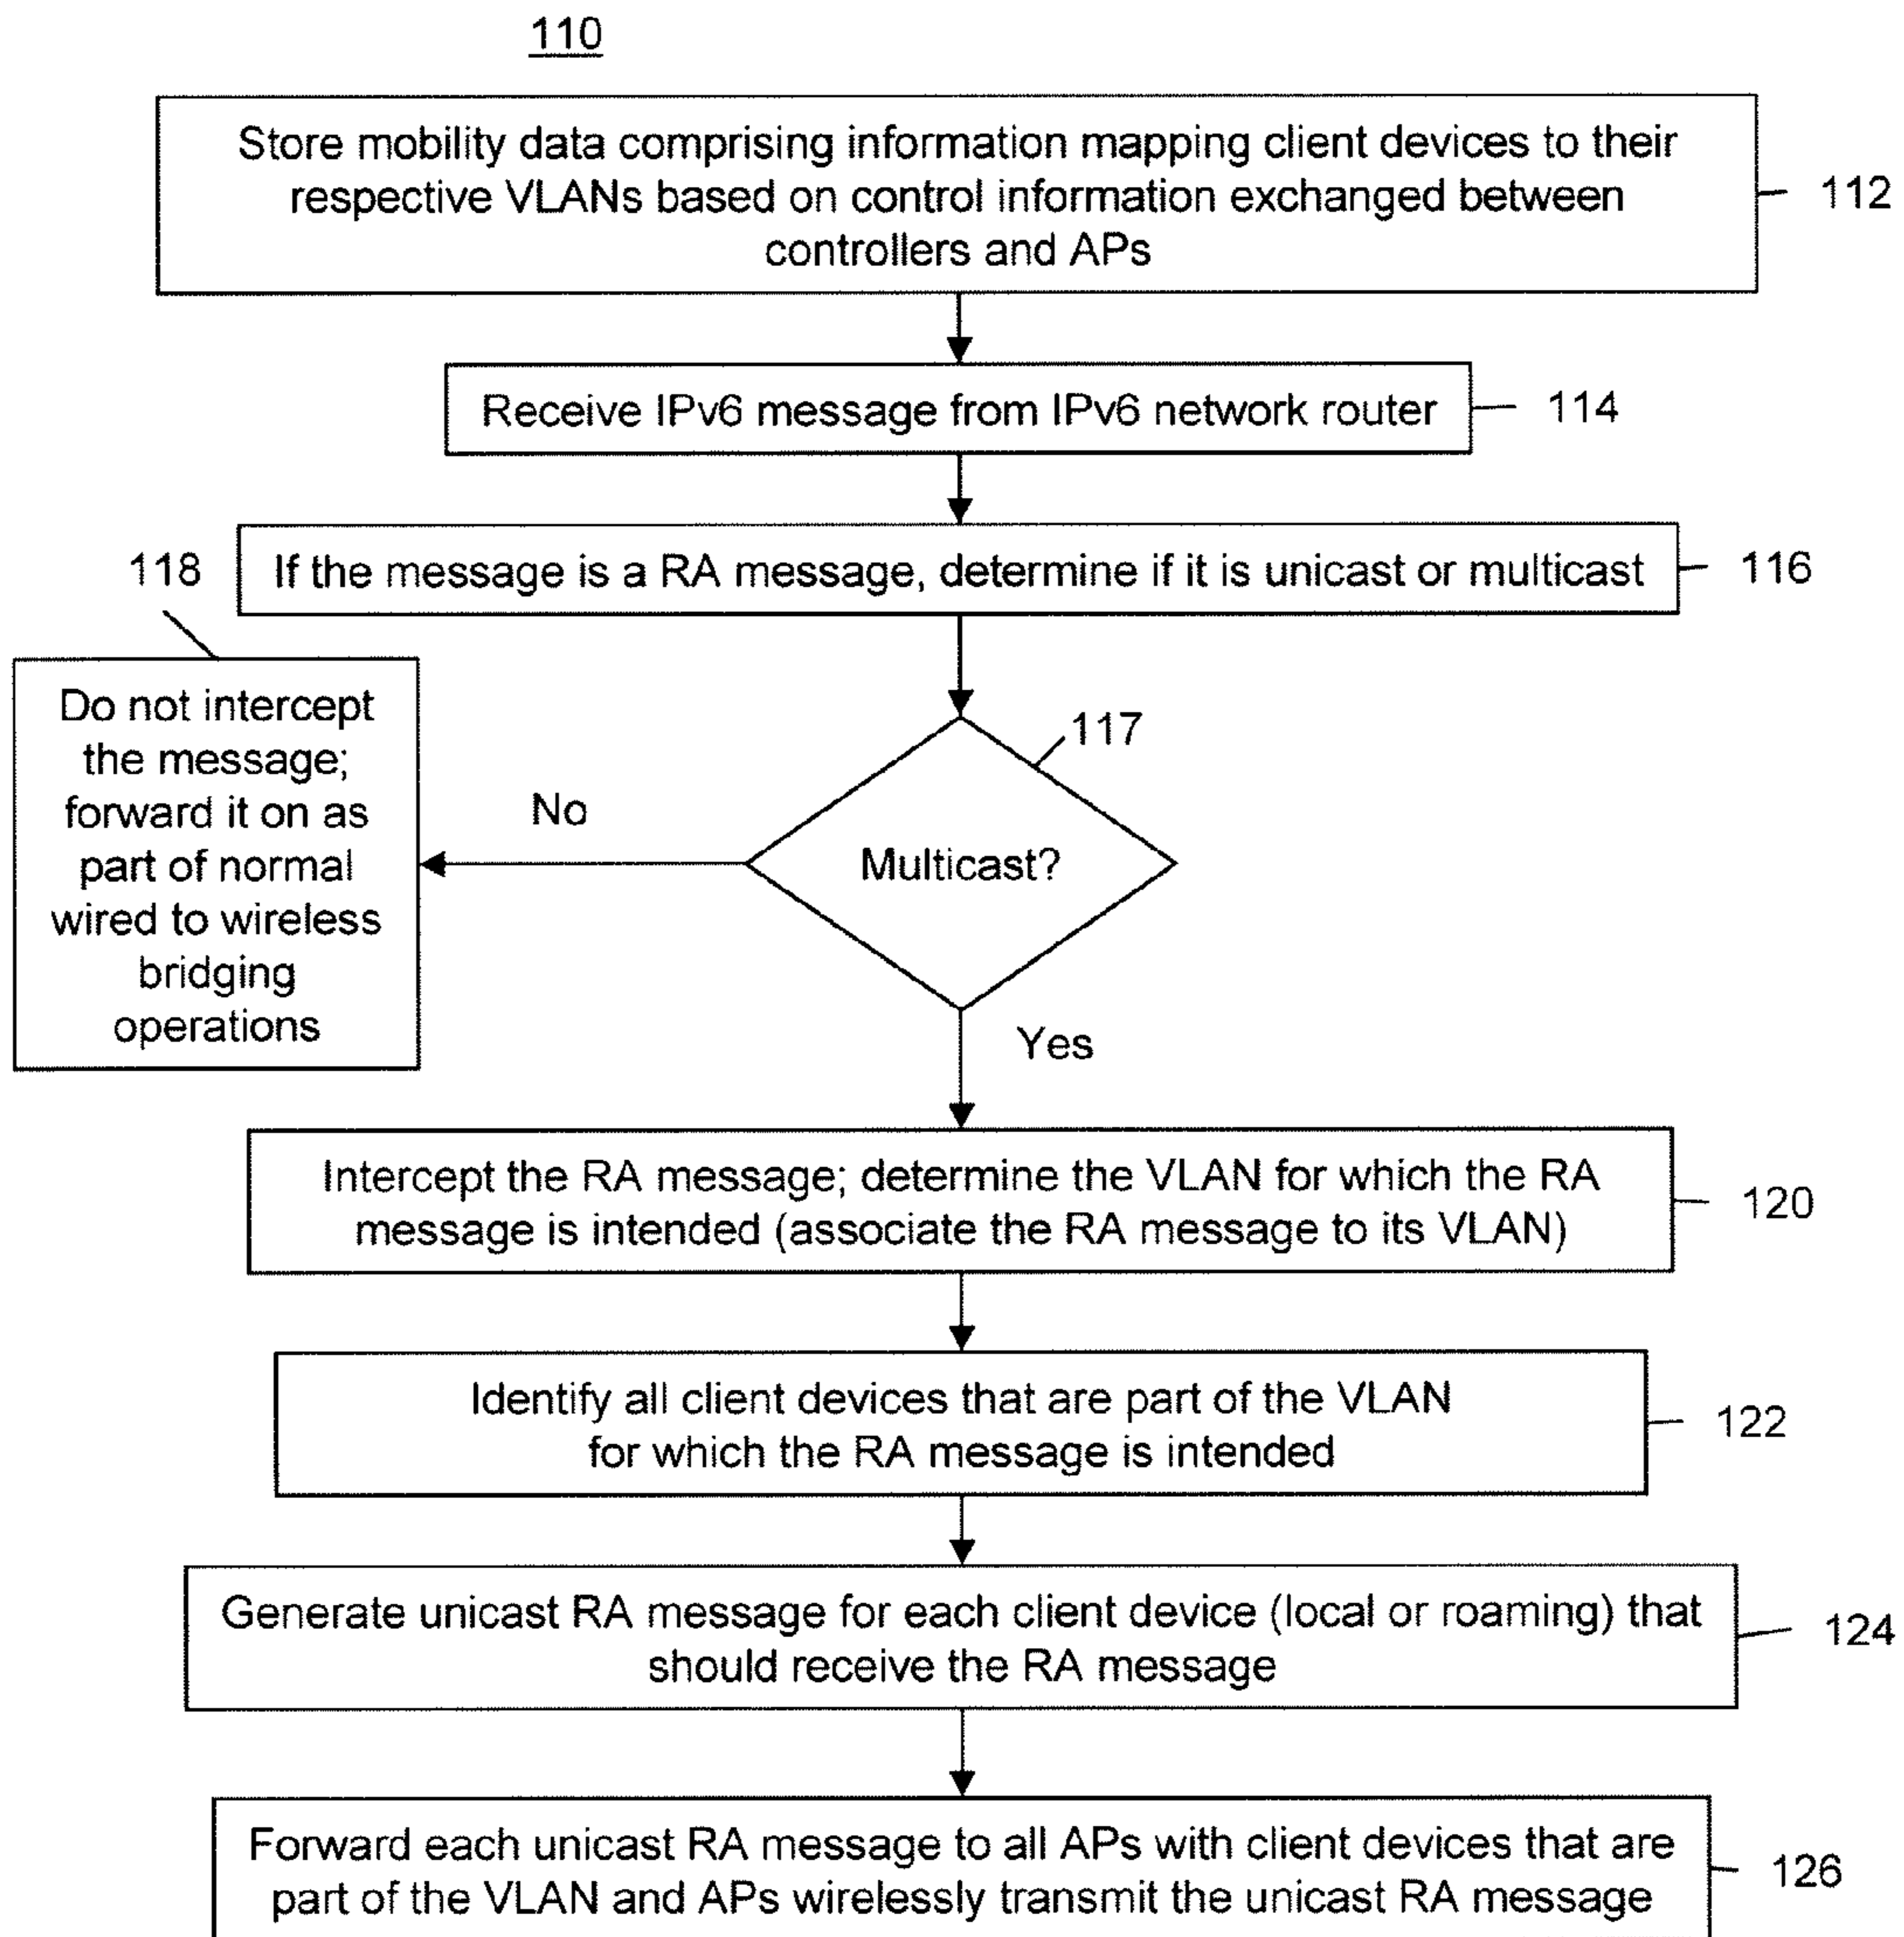 110
Store mobility data comprising information mapping client devices to their
respective VLANs based on control information exchanged between
controllers and APs
112
Receive IPv6 message from IPv6 network router
114
If the message is a RA message, determine if it is unicast or multicast
116
118
Do not intercept
the message;
forward it on as
part of normal
wired to wireless
bridging
operations
No
Multicast?
117
Yes
Intercept the RA message; determine the VLAN for which the RA
message is intended (associate the RA message to its VLAN)
120
Identify all client devices that are part of the VLAN
for which the RA message is intended
122
Generate unicast RA message for each client device (local or roaming) that
should receive the RA message
124
Forward each unicast RA message to all APs with client devices that are
part of the VLAN and APs wirelessly transmit the unicast RA message
126